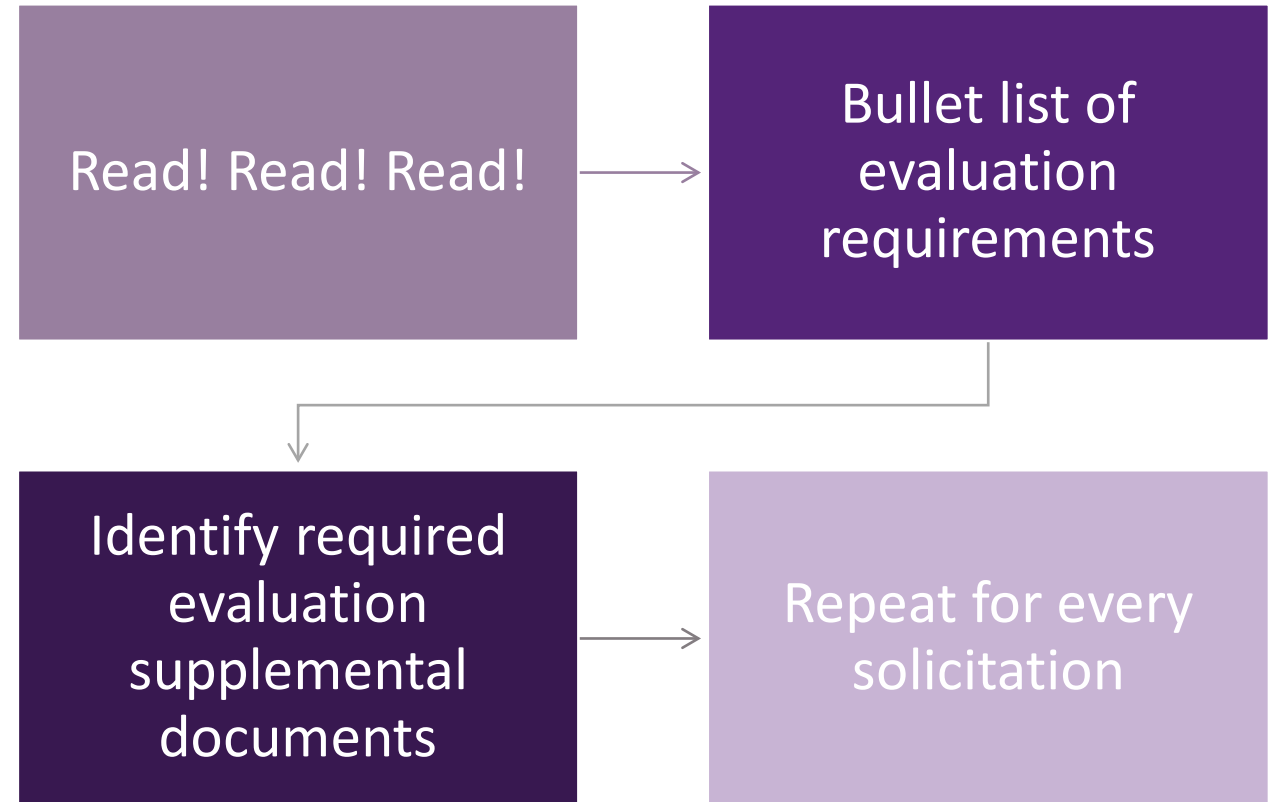 Read! Read! Read!
Bullet list of
evaluation
requirements
Identify required
evaluation
supplemental
documents
Repeat for every
solicitation